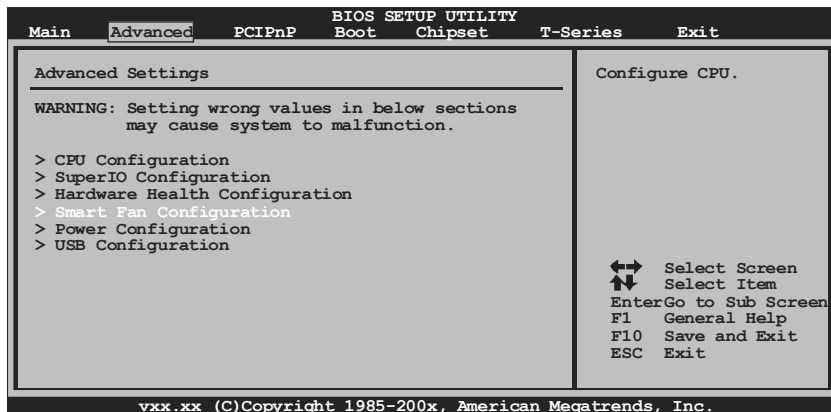 BIOS SETUP UTILITY
Main Advanced PCIPnP Boot Chipset T-Series Exit
Advanced Settings
WARNING: Setting wrong values in below sections
may cause system to malfunction.
> CPU Configuration
> SuperIO Configuration
> Hardware Health Configuration
> Smart Fan Configuration
> Power Configuration
> USB Configuration
Configure CPU.
Select Screen
Select Item
EnterGo to Sub Screen
F1 General Help
F10 Save and Exit
ESC Exit
vxx.xx (C)Copyright 1985-200x, American Megatrends, Inc.